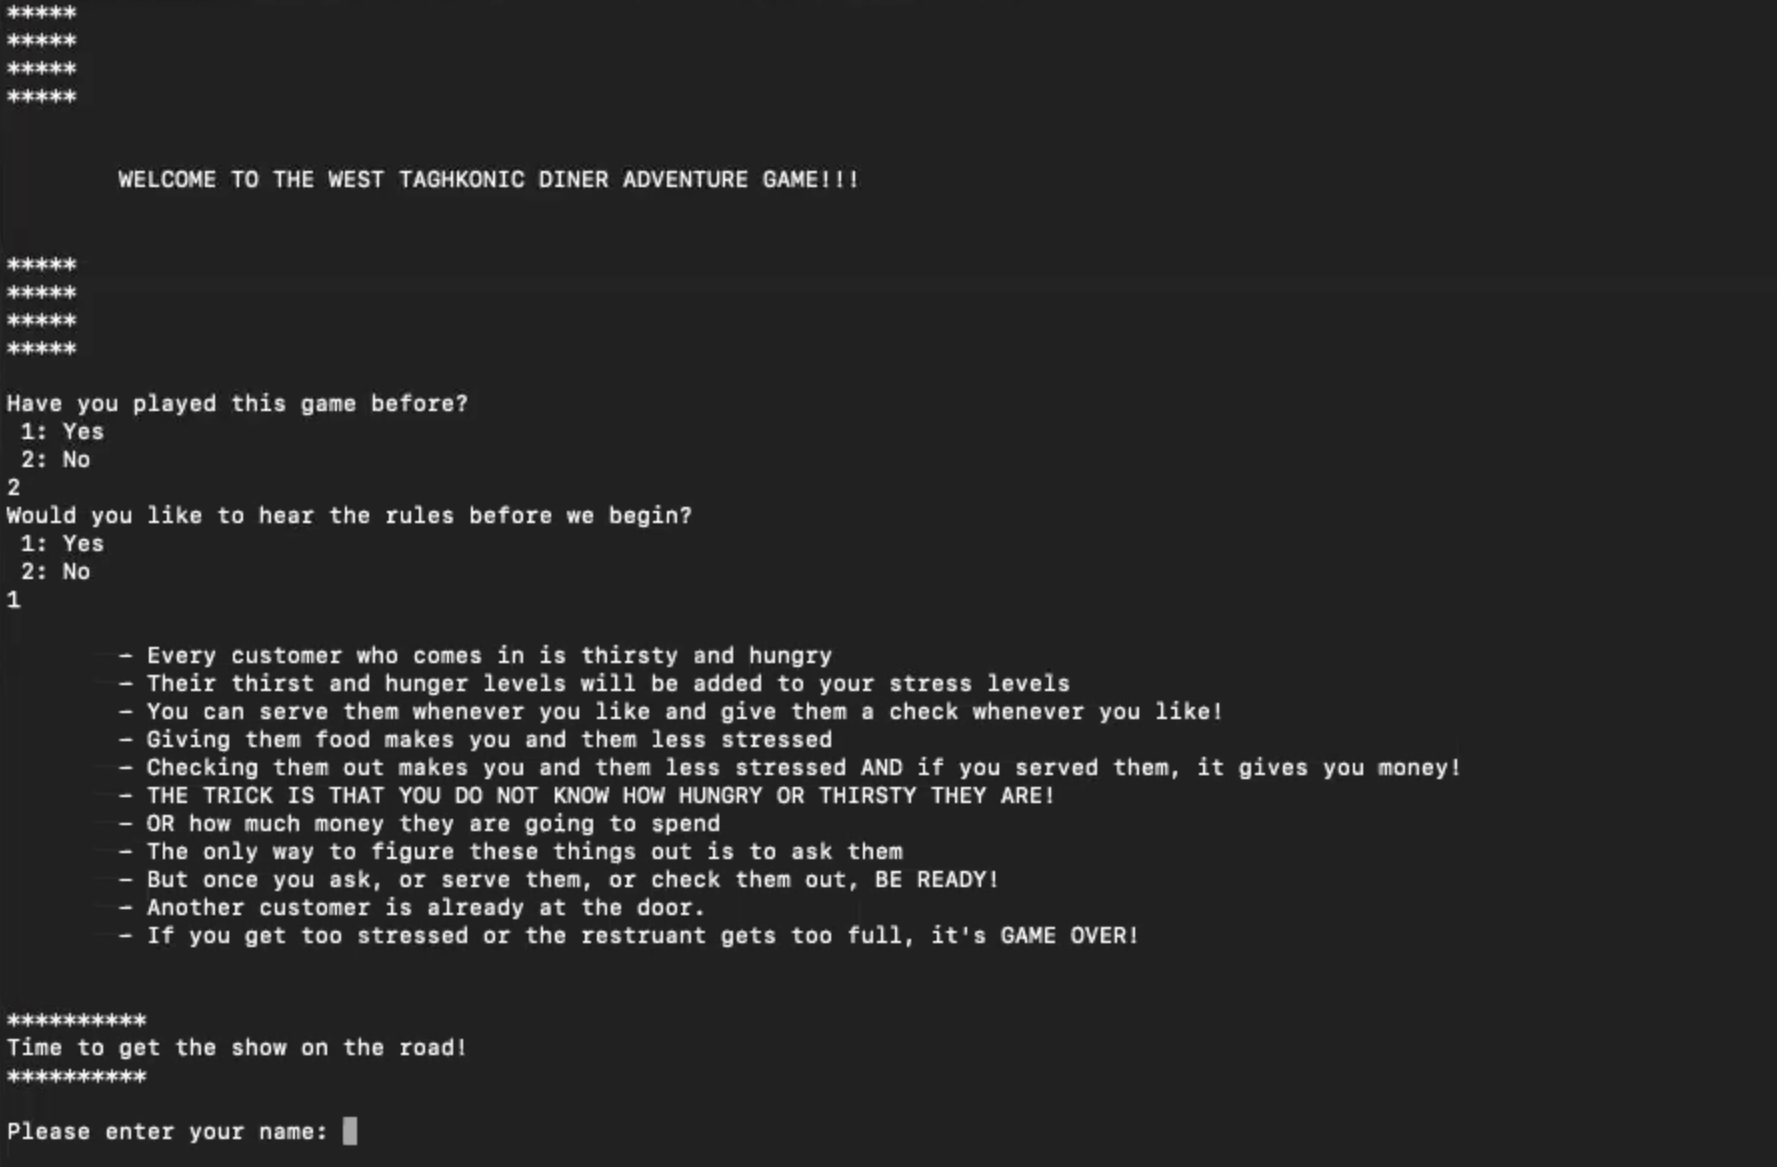 *****
*****
*****
*****
WELCOME TO THE WEST TAGHKONIC DINER ADVENTURE GAME!!!
*****
*****
*****
*****
Have you played this game before?
1: Yes
2: No
2
Would you like to hear the rules before we begin?
1: Yes
2: No
1
– Every customer who comes in is thirsty and hungry
– Their thirst and hunger levels will be added to your stress levels
– You can serve them whenever you like and give them a check whenever you like!
– Giving them food makes you and them less stressed
– Checking them out makes you and them less stressed AND if you served them, it gives you money!
– THE TRICK IS THAT YOU DO NOT KNOW HOW HUNGRY OR THIRSTY THEY ARE!
– OR how much money they are going to spend
– The only way to figure these things out is to ask them
– But once you ask, or serve them, or check them out, BE READY!
– Another customer is already at the door.
– If you get too stressed or the restruant gets too full, it's GAME OVER!
**********
Time to get the show on the road!
**********
Please enter your name: